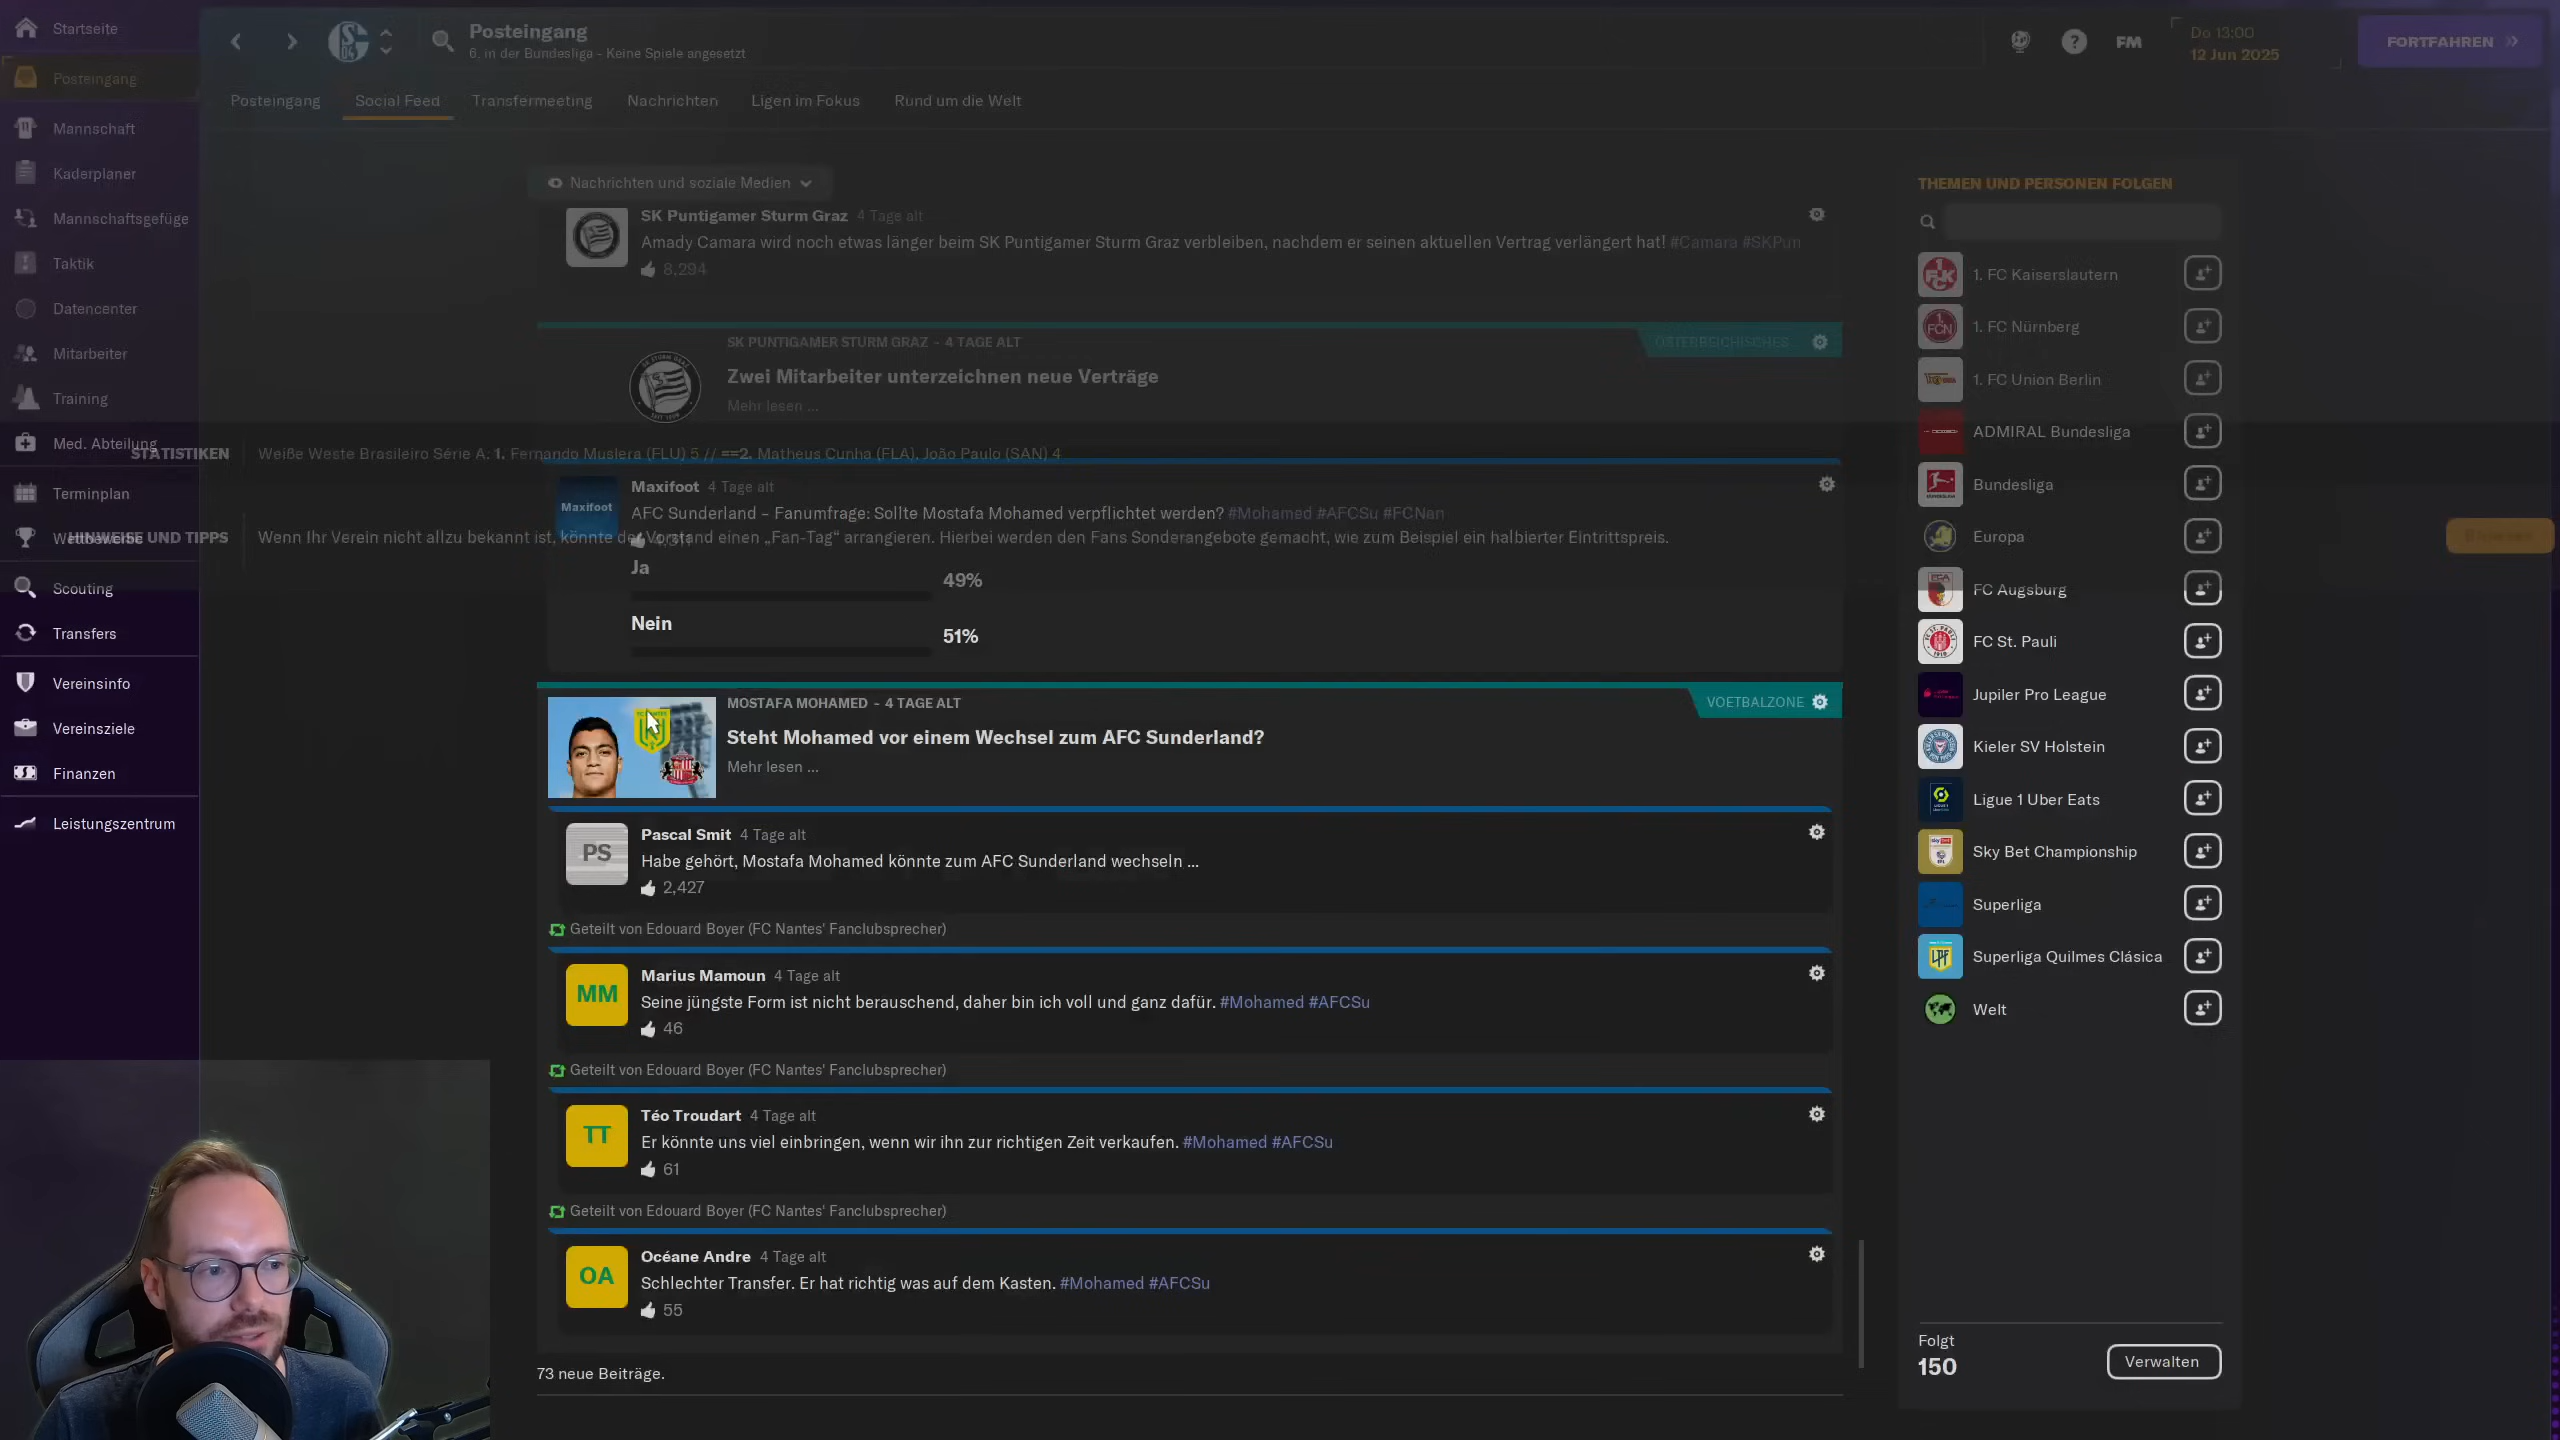 Startseite
Posteingang
Mannschaft
Kaderplaner
Mannschaftsgefüge
Taktik
Datencenter
Mitarbeiter
Training
Med. Abteilung
Terminplan
Scouting
Transfers
Vereinsinfo
Vereinsziele
Finanzen
Leistungszentrum
Posteingang
6. in der Bundesliga - Keine Spiele angesetzt
FM
Do 13:00
12 Jun 2025
FORTFAHREN
Posteingang
Social Feed
Transfermeeting
Nachrichten
Ligen im Fokus
Rund um die Welt
Nachrichten und soziale Medien
SK Puntigamer Sturm Graz 4 Tage alt
Amady Camara wird noch etwas länger beim SK Puntigamer Sturm Graz verbleiben, nachdem er seinen aktuellen Vertrag verlängert hat! #Camara #SKPun
8,294
SK PUNTIGAMER STURM GRAZ - 4 TAGE ALT
ÖSTERREICHISCHES
Zwei Mitarbeiter unterzeichnen neue Verträge
Mehr lesen ...
STATISTIKEN
Weiße Weste Brasileiro Série A: 1. Fernando Muslera (FLU) 5 // ==2. Matheus Cunha (FLA), João Paulo (SAN) 4
Maxifoot
Maxifoot 4 Tage alt
AFC Sunderland – Fanumfrage: Sollte Mostafa Mohamed verpflichtet werden? #Mohamed #AFCSu #FCNan
HINWEISE UND TIPPS
Wenn Ihr Verein nicht allzu bekannt ist, könnte der Vorstand einen „Fan-Tag“ arrangieren. Hierbei werden den Fans Sonderangebote gemacht, wie zum Beispiel ein halbierter Eintrittspreis.
Ja
49%
Nein
51%
MOSTAFA MOHAMED - 4 TAGE ALT
VOETBALZONE
Steht Mohamed vor einem Wechsel zum AFC Sunderland?
Mehr lesen ...
PS
Pascal Smit 4 Tage alt
Habe gehört, Mostafa Mohamed könnte zum AFC Sunderland wechseln ...
2,427
Geteilt von Edouard Boyer (FC Nantes' Fanclubsprecher)
MM
Marius Mamoun 4 Tage alt
Seine jüngste Form ist nicht berauschend, daher bin ich voll und ganz dafür. #Mohamed #AFCSu
46
Geteilt von Edouard Boyer (FC Nantes' Fanclubsprecher)
TT
Téo Troudart 4 Tage alt
Er könnte uns viel einbringen, wenn wir ihn zur richtigen Zeit verkaufen. #Mohamed #AFCSu
61
Geteilt von Edouard Boyer (FC Nantes' Fanclubsprecher)
OA
Océane Andre 4 Tage alt
Schlechter Transfer. Er hat richtig was auf dem Kasten. #Mohamed #AFCSu
55
73 neue Beiträge.
THEMEN UND PERSONEN FOLGEN
1. FC Kaiserslautern
1. FC Nürnberg
1. FC Union Berlin
ADMIRAL Bundesliga
Bundesliga
Europa
FC Augsburg
FC St. Pauli
Jupiler Pro League
Kieler SV Holstein
Ligue 1 Uber Eats
Sky Bet Championship
Superliga
Superliga Quilmes Clásica
Welt
Folgt
150
Verwalten